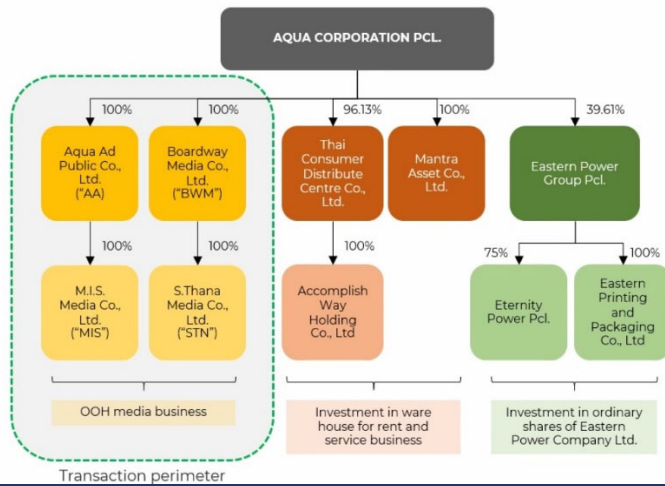 AQUA CORPORATION PCL.
100%
100%
96.13%
100%
39.61%
Aqua Ad
Public Co.,
Ltd.
("AA)
Boardway
Media Co.,
Ltd.
("BWM")
Thai
Consumer
Distribute
Centre Co.,
Ltd.
Mantra
Asset Co.,
Ltd.
Eastern Power
Group Pcl.
100%
100%
100%
75%
100%
M.I.S.
Media Co.,
Ltd.
("MIS")
S.Thana
Media Co.,
Ltd.
("STN")
Accomplish
Way
Holding
Co., Ltd
Eternity
Power Pcl.
Eastern
Printing
and
Packaging
Co., Ltd
OOH media business
Investment in ware
house for rent and
service business
Investment in ordinary
shares of Eastern
Power Company Ltd.
Transaction perimeter